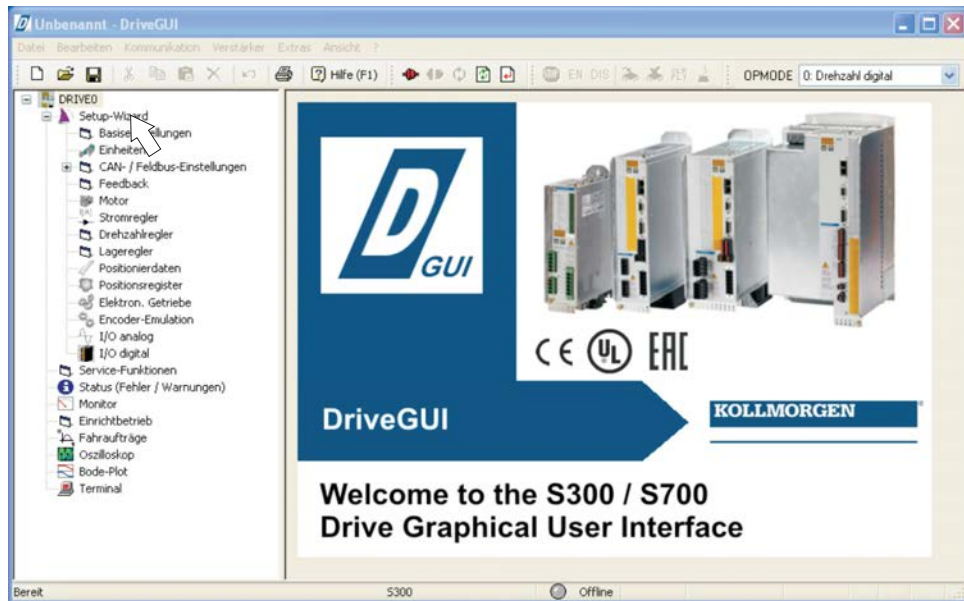 Unbenannt - DriveGUI
Datei Bearbeiten Kommunikation Verstärker Extras Ansicht ?
Hilfe (F1) EN DIS OPMODE 0: Drehzahl digital
DRIVE0
Setup-Wizard
Einheiten
CAN- / Feldbus-Einstellungen
Feedback
Motor
Stromregler
Drehzahlregler
Lageregler
Positionierdaten
Positionsregister
Elektron. Getriebe
Encoder-Emulation
I/O analog
I/O digital
Service-Funktionen
Status (Fehler / Warnungen)
Monitor
Einrichtbetrieb
Fahraufträge
Oszilloskop
Bode-Plot
Terminal
D
GUI
CE UL EAC
DriveGUI
KOLLMORGEN
Welcome to the S300 / S700
Drive Graphical User Interface
Bereit S300 Offline